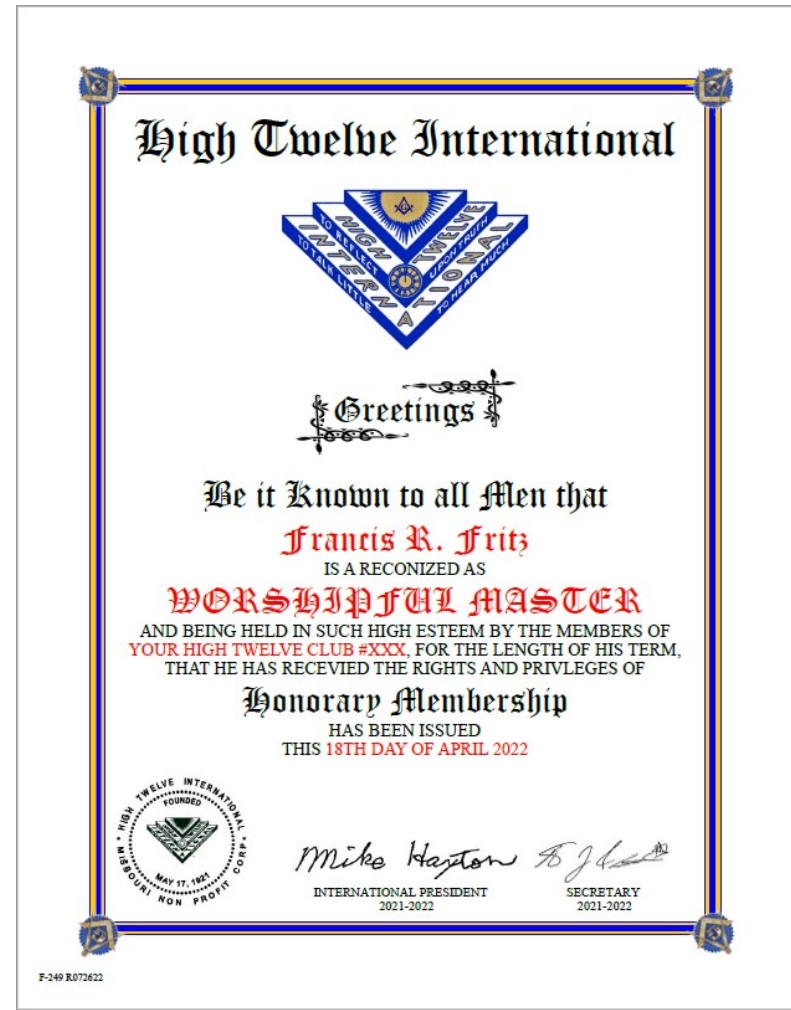 High Twelve International
G
HIGH TWELVE
INTERNATIONAL
TO REFLECT UPON TRUTH
TO TALK LITTLE TO HEAR MUCH
Greetings
Be it Known to all Men that
Francis R. Fritz
IS A RECONIZED AS
WORSHIPFUL MASTER
AND BEING HELD IN SUCH HIGH ESTEEM BY THE MEMBERS OF
YOUR HIGH TWELVE CLUB #XXX, FOR THE LENGTH OF HIS TERM,
THAT HE HAS RECEVIED THE RIGHTS AND PRIVLEGES OF
Honorary Membership
HAS BEEN ISSUED
THIS 18TH DAY OF APRIL 2022
HIGH TWELVE INTERNATIONAL
FOUNDED
MAY 17, 1921
MISSOURI NON PROFIT CORP.
Mike Haxton
INTERNATIONAL PRESIDENT
2021-2022
SECRETARY
2021-2022
F-249 R072622